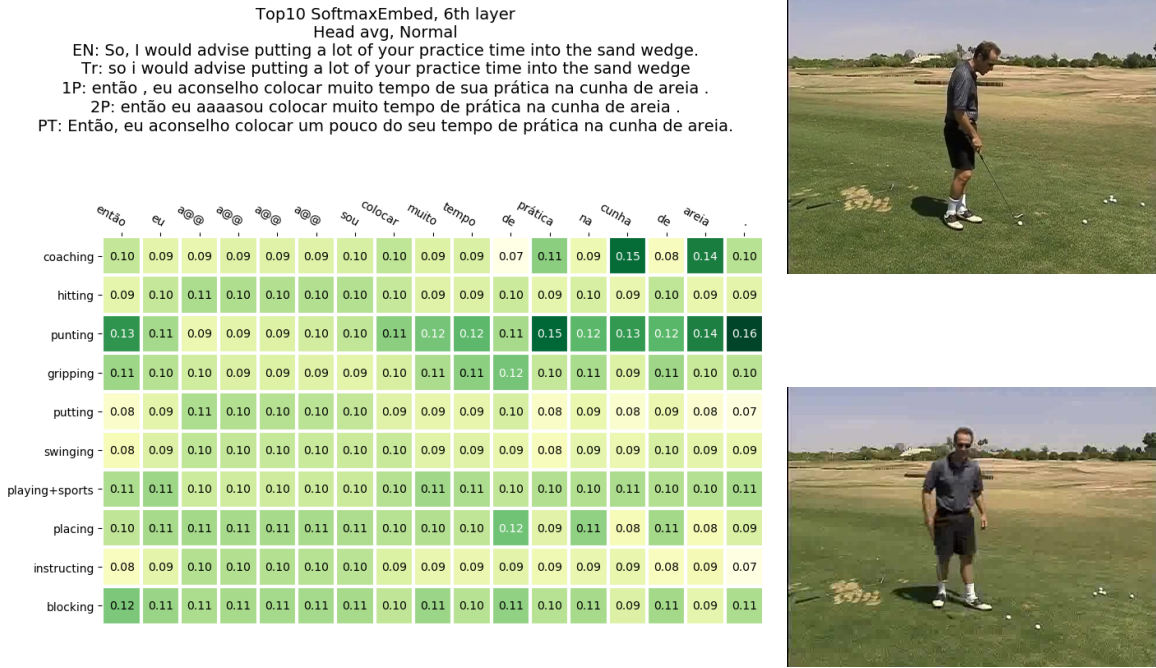 Top10 SoftmaxEmbed, 6th layer
Head avg, Normal
EN: So, I would advise putting a lot of your practice time into the sand wedge.
Tr: so i would advise putting a lot of your practice time into the sand wedge
1P: então , eu aconselho colocar muito tempo de sua prática na cunha de areia .
2P: então eu aaaasou colocar muito tempo de prática na cunha de areia .
PT: Então, eu aconselho colocar um pouco do seu tempo de prática na cunha de areia.
então eu a@@ a@@ a@@ a@@ sou colocar muito tempo de prática na cunha de areia .
coaching 0.10 0.09 0.09 0.09 0.09 0.09 0.10 0.10 0.09 0.09 0.07 0.11 0.09 0.15 0.08 0.14 0.10
hitting 0.09 0.10 0.11 0.10 0.10 0.10 0.10 0.10 0.09 0.09 0.10 0.09 0.10 0.09 0.10 0.09 0.09
punting 0.13 0.11 0.09 0.09 0.09 0.10 0.10 0.11 0.12 0.12 0.11 0.15 0.12 0.13 0.12 0.14 0.16
gripping 0.11 0.10 0.10 0.09 0.09 0.09 0.09 0.10 0.11 0.11 0.12 0.10 0.11 0.09 0.11 0.10 0.10
putting 0.08 0.09 0.11 0.10 0.10 0.10 0.10 0.09 0.09 0.09 0.10 0.08 0.09 0.08 0.09 0.08 0.07
swinging 0.08 0.09 0.10 0.10 0.10 0.10 0.10 0.10 0.09 0.09 0.09 0.08 0.09 0.09 0.10 0.09 0.09
playing+sports 0.11 0.11 0.10 0.10 0.10 0.10 0.10 0.10 0.11 0.11 0.10 0.10 0.10 0.11 0.10 0.10 0.11
placing 0.10 0.11 0.11 0.11 0.11 0.11 0.11 0.10 0.10 0.10 0.12 0.09 0.11 0.08 0.11 0.08 0.09
instructing 0.08 0.09 0.10 0.10 0.10 0.10 0.10 0.09 0.09 0.09 0.09 0.09 0.09 0.09 0.08 0.09 0.07
blocking 0.12 0.11 0.11 0.11 0.11 0.11 0.11 0.10 0.11 0.10 0.11 0.10 0.11 0.09 0.11 0.09 0.11